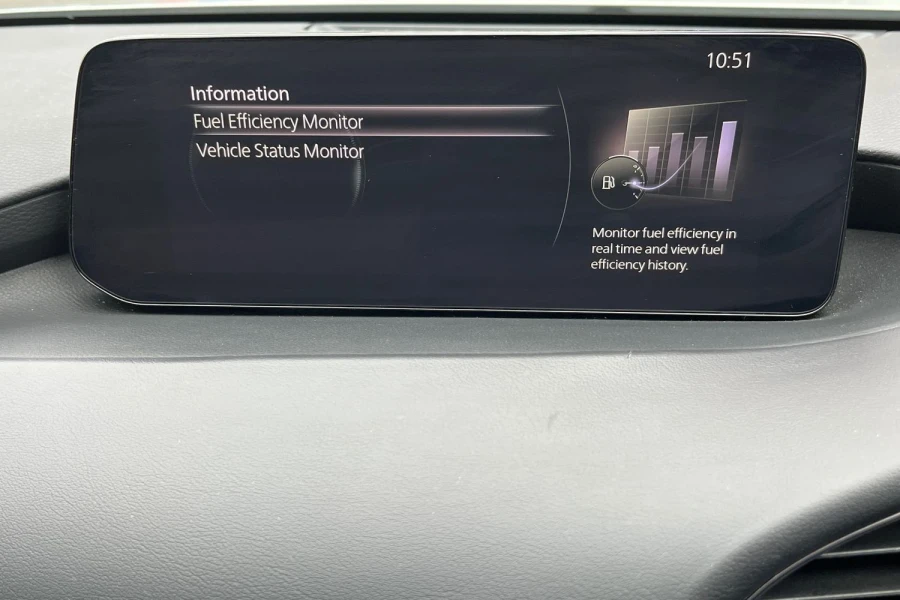 10:51
Information
Fuel Efficiency Monitor
Vehicle Status Monitor
Monitor fuel efficiency in
real time and view fuel
efficiency history.